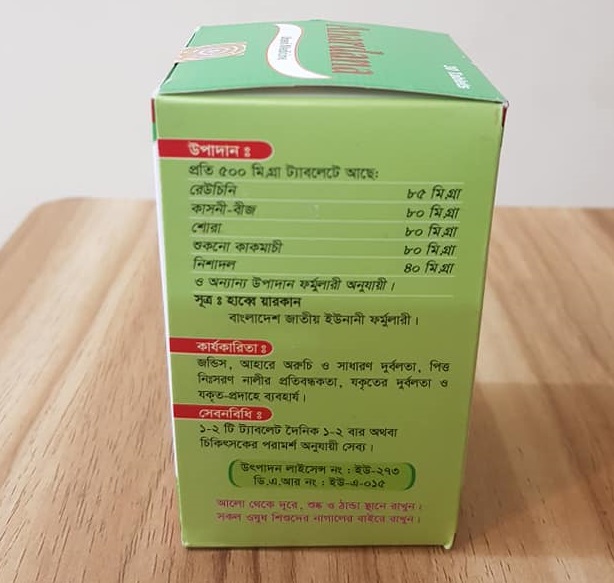 Anardana
উপাদান ঃ
প্রতি ৫০০ মি.গ্রা ট্যাবলেটে আছে:
রেউচিনি ৮৫ মি.গ্রা
কাসনী-বীজ ৮০ মি.গ্রা
শোরা ৮০ মি.গ্রা
শুকনো কাকমাচী ৮০ মি.গ্রা
নিশাদল ৪০ মি.গ্রা
ও অন্যান্য উপাদান ফর্মুলারী অনুযায়ী।
সূত্র ঃ হাব্বে য়ারকান
বাংলাদেশ জাতীয় ইউনানী ফর্মুলারী।
কার্যকারিতা ঃ
জন্ডিস, আহারে অরুচি ও সাধারণ দুর্বলতা, পিত্ত
নিঃসরণ নালীর প্রতিবন্ধকতা, যকৃতের দুর্বলতা ও
যকৃত-প্রদাহে ব্যবহার্য।
সেবনবিধি ঃ
১-২ টি ট্যাবলেট দৈনিক ১-২ বার অথবা
চিকিৎসকের পরামর্শ অনুযায়ী সেব্য।
উৎপাদন লাইসেন্স নং : ইউ-২৭৩
ডি.এ.আর নং : ইউ-এ-০১৫
আলো থেকে দূরে, শুষ্ক ও ঠান্ডা স্থানে রাখুন।
সকল ওষুধ শিশুদের নাগালের বাইরে রাখুন।